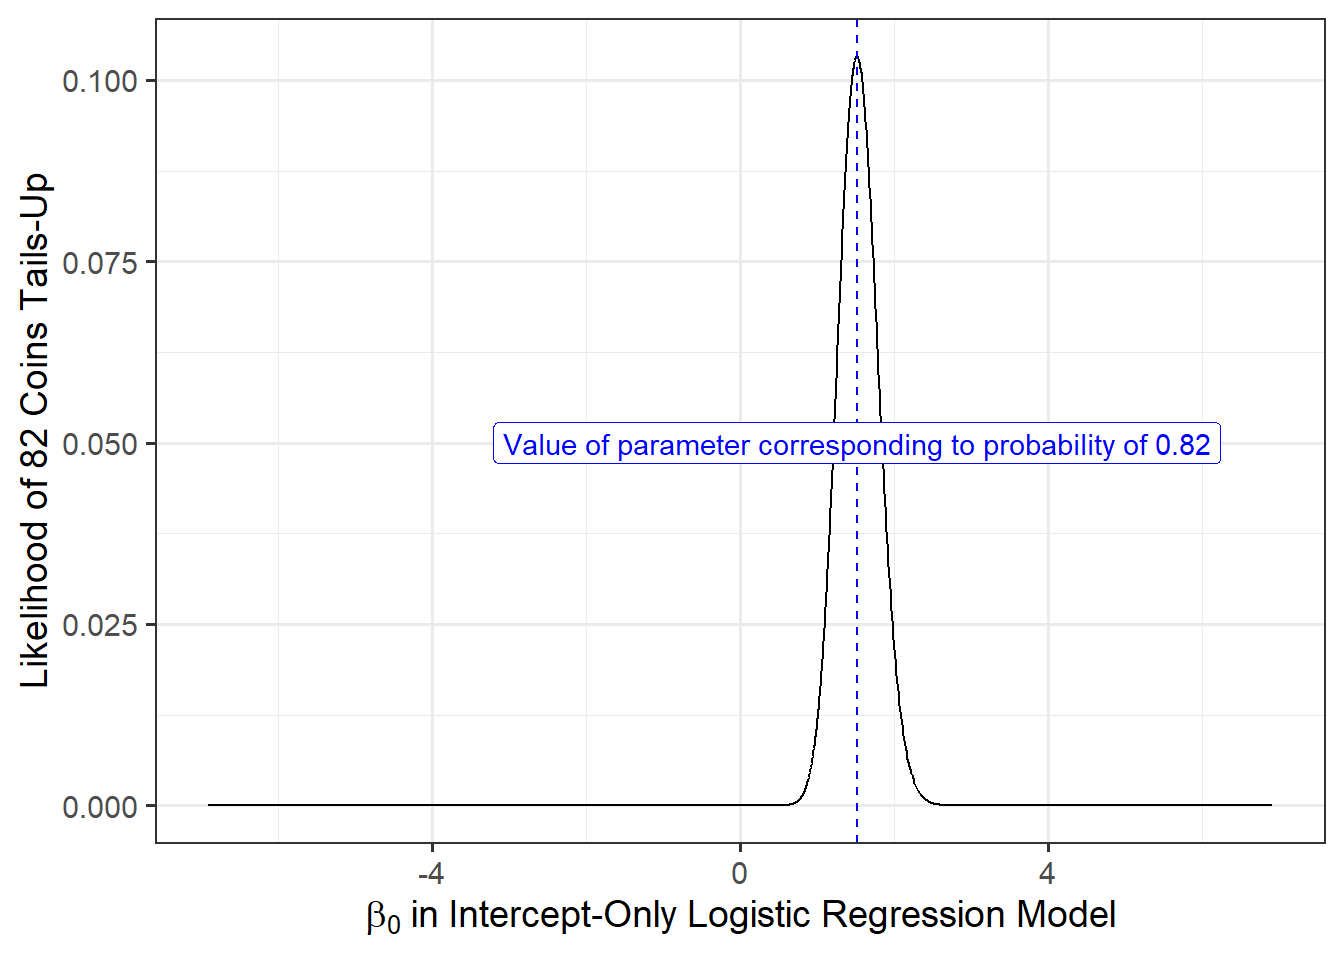 Likelihood of 82 Coins Tails-Up
0.100
0.075
0.050
0.025
0.000
Value of parameter corresponding to probability of 0.82
-4 0 4
β₀ in Intercept-Only Logistic Regression Model